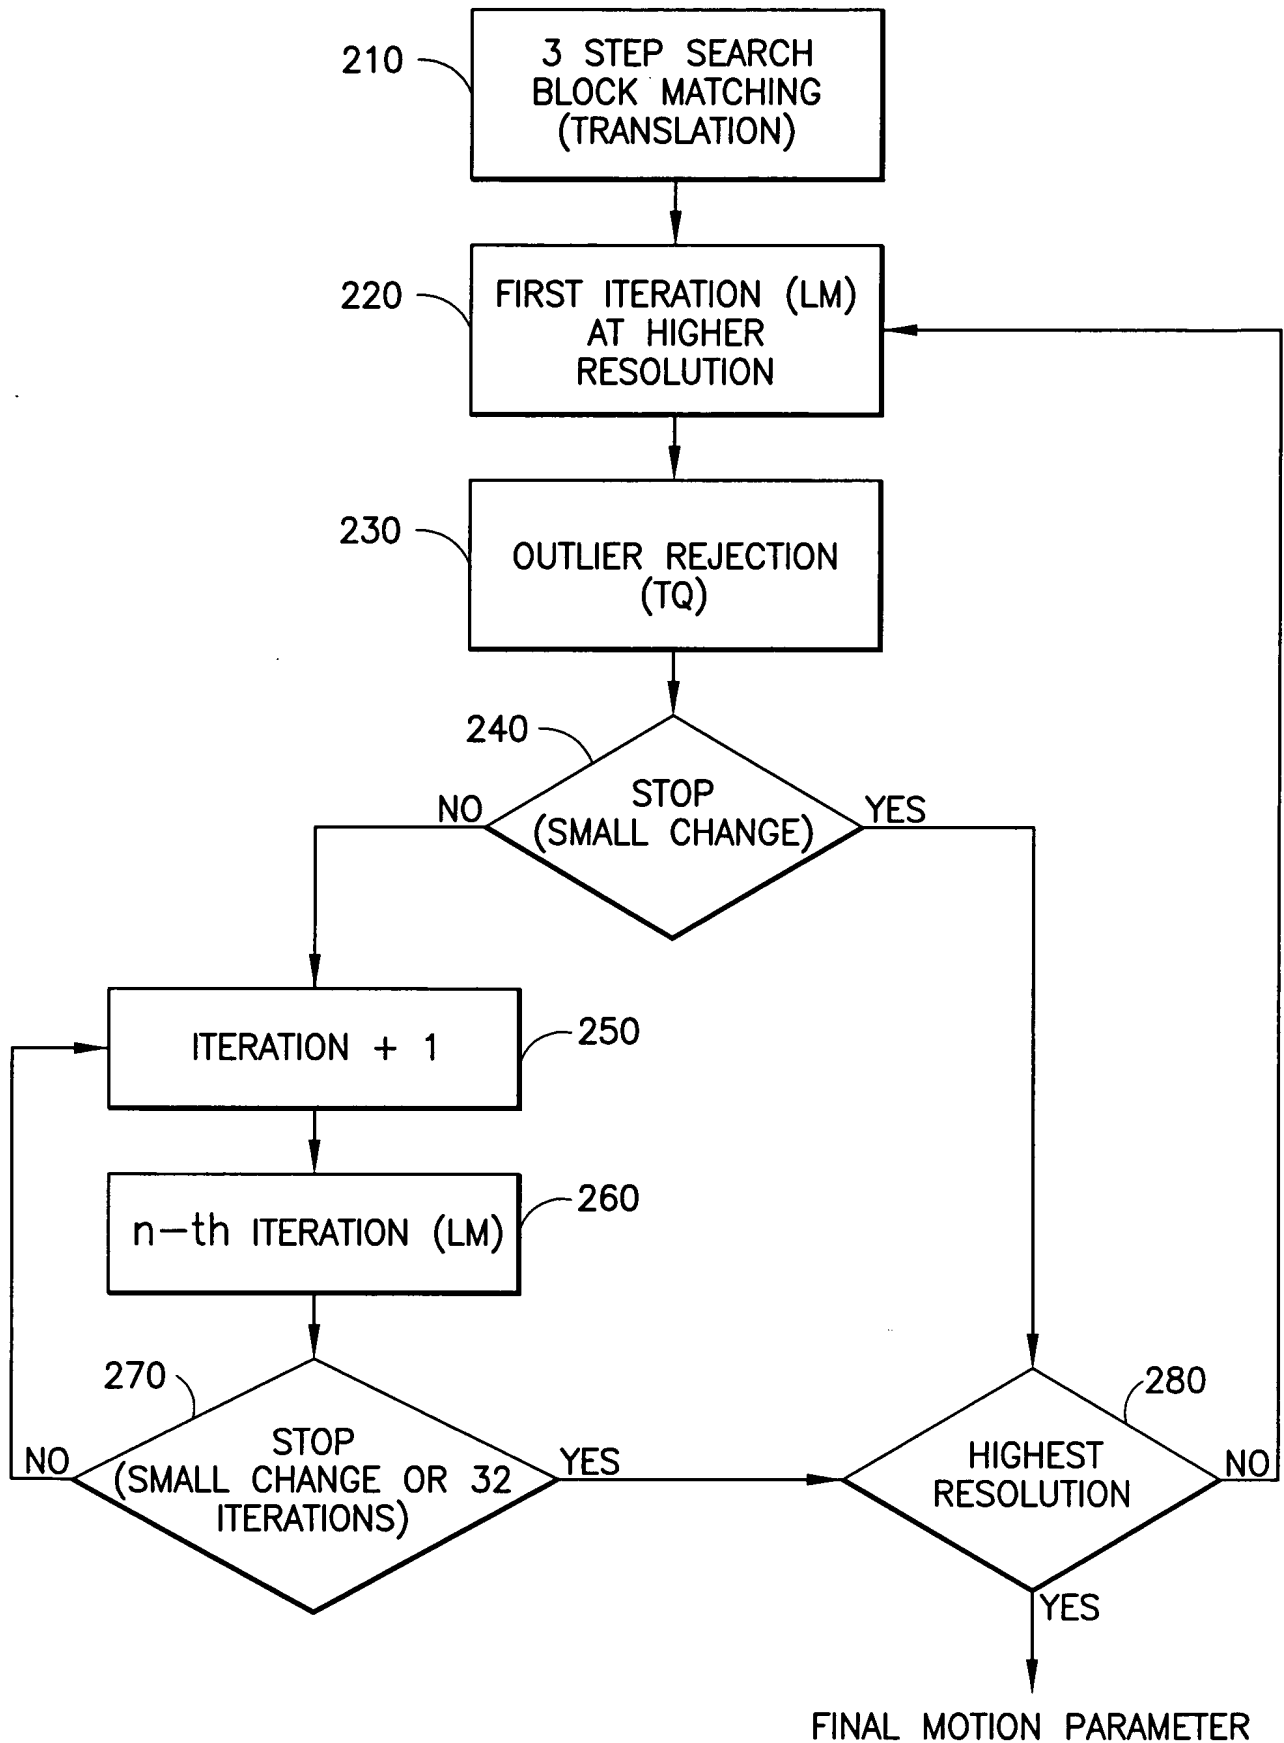 210
3 STEP SEARCH
BLOCK MATCHING
(TRANSLATION)
220
FIRST ITERATION (LM)
AT HIGHER
RESOLUTION
230
OUTLIER REJECTION
(TQ)
240
STOP
(SMALL CHANGE)
NO
YES
ITERATION + 1
250
n-th ITERATION (LM)
260
270
STOP
(SMALL CHANGE OR 32
ITERATIONS)
NO
YES
280
HIGHEST
RESOLUTION
NO
YES
FINAL MOTION PARAMETER